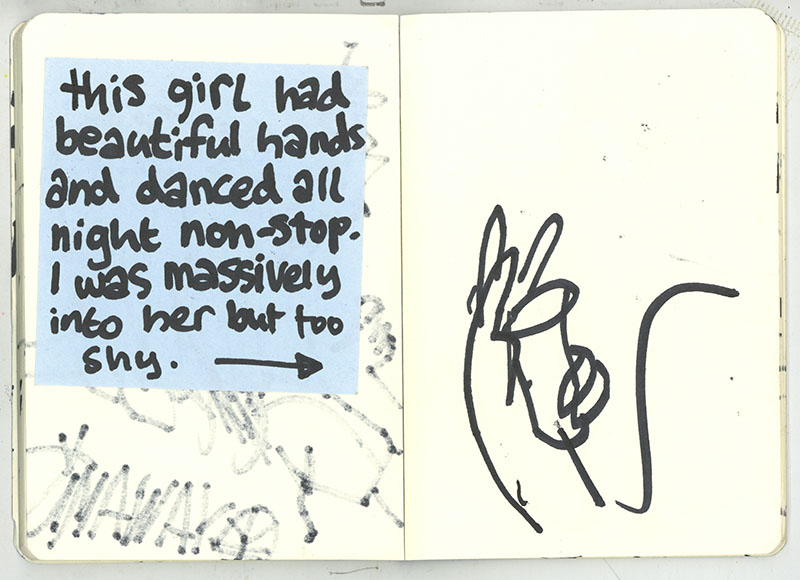 this girl had
beautiful hands
and danced all
night non-stop.
I was massively
into her but too
shy.